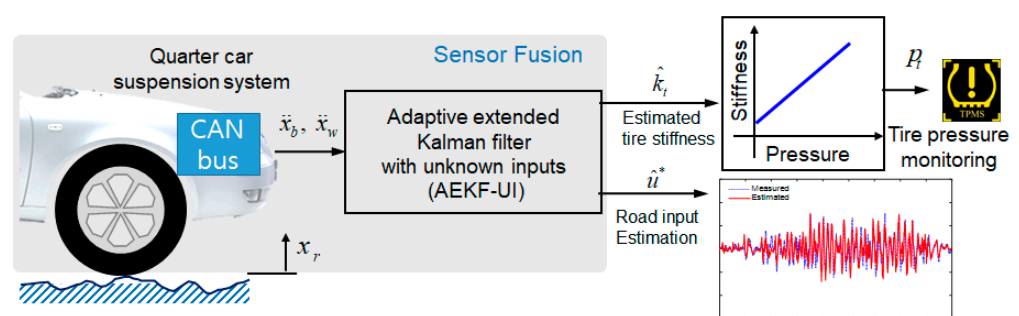 Quarter car
suspension system
Sensor Fusion
CAN
bus
ẍ_b, ẍ_w
Adaptive extended
Kalman filter
with unknown inputs
(AEKF-UI)
x_r
k̂_t
Estimated
tire stiffness
û*
Road input
Estimation
Stiffness
Pressure
p_t
TPMS
Tire pressure
monitoring
Measured
Estimated